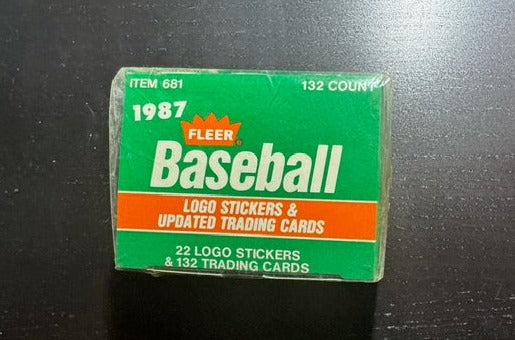 ITEM 681 132 COUNT
1987
FLEER®
Baseball
LOGO STICKERS &
UPDATED TRADING CARDS
22 LOGO STICKERS
& 132 TRADING CARDS